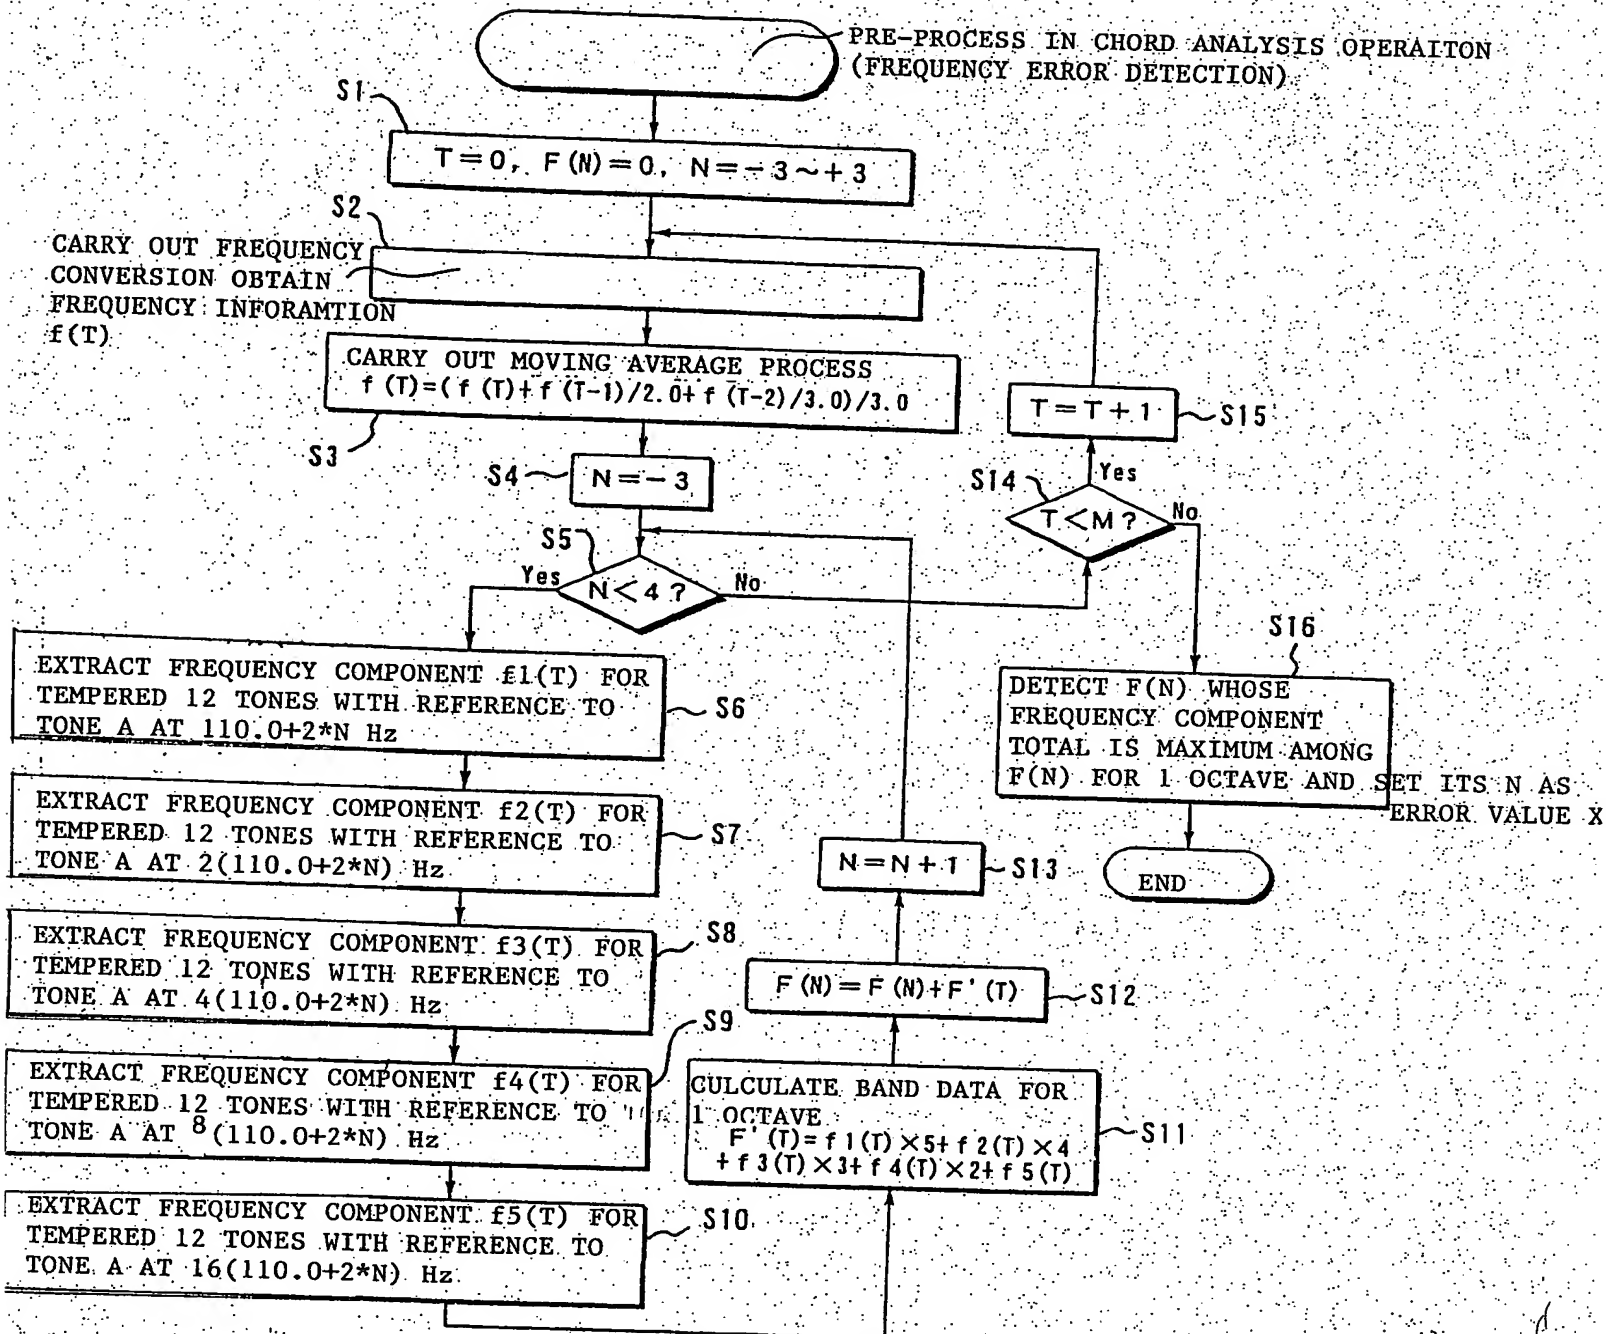 PRE-PROCESS IN CHORD ANALYSIS OPERAITON
(FREQUENCY ERROR DETECTION)
S1
T=0, F(N)=0, N=-3~+3
S2
CARRY OUT FREQUENCY
CONVERSION OBTAIN
FREQUENCY INFORAMTION
f(T)
CARRY OUT MOVING AVERAGE PROCESS
f(T)=(f(T)+f(T-1)/2.0+f(T-2)/3.0)/3.0
S3
S4
N=-3
S5
Yes
N<4?
No
EXTRACT FREQUENCY COMPONENT f1(T) FOR
TEMPERED 12 TONES WITH REFERENCE TO
TONE A AT 110.0+2*N Hz
S6
EXTRACT FREQUENCY COMPONENT f2(T) FOR
TEMPERED 12 TONES WITH REFERENCE TO
TONE A AT 2(110.0+2*N) Hz
S7
EXTRACT FREQUENCY COMPONENT f3(T) FOR
TEMPERED 12 TONES WITH REFERENCE TO
TONE A AT 4(110.0+2*N) Hz
S8
EXTRACT FREQUENCY COMPONENT f4(T) FOR
TEMPERED 12 TONES WITH REFERENCE TO
TONE A AT 8(110.0+2*N) Hz
S9
EXTRACT FREQUENCY COMPONENT f5(T) FOR
TEMPERED 12 TONES WITH REFERENCE TO
TONE A AT 16(110.0+2*N) Hz
S10
CULCULATE BAND DATA FOR
1 OCTAVE
F'(T)=f1(T)×5+f2(T)×4
+f3(T)×3+f4(T)×2+f5(T)
S11
F(N)=F(N)+F'(T)
S12
N=N+1
S13
S14
T<M?
Yes
No
T=T+1
S15
S16
DETECT F(N) WHOSE
FREQUENCY COMPONENT
TOTAL IS MAXIMUM AMONG
F(N) FOR 1 OCTAVE AND SET ITS N AS
ERROR VALUE X
END